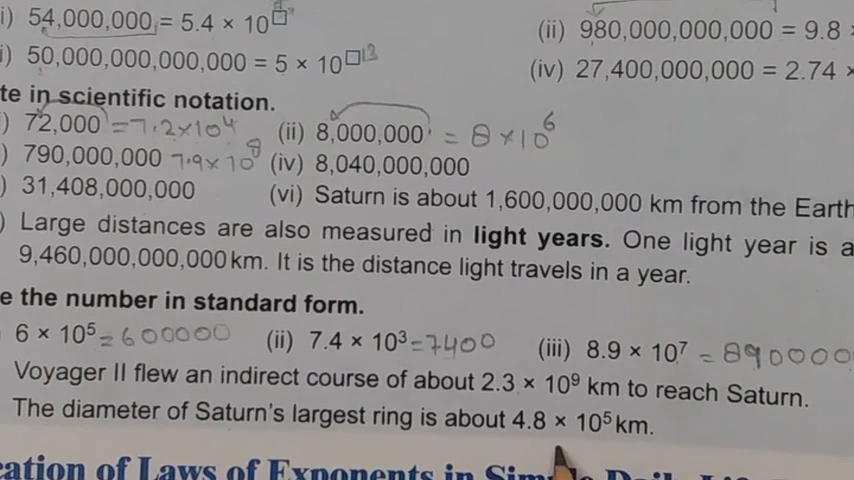 i) 54,000,000 = 5.4 × 10□
(ii) 980,000,000,000 = 9.8
i) 50,000,000,000,000 = 5 × 10□13
(iv) 27,400,000,000 = 2.74 ×
te in scientific notation.
) 72,000 = 7.2×10⁴ (ii) 8,000,000 = 8×10⁶
) 790,000,000 7.9×10⁸ (iv) 8,040,000,000
) 31,408,000,000 (vi) Saturn is about 1,600,000,000 km from the Earth
) Large distances are also measured in light years. One light year is a
9,460,000,000,000 km. It is the distance light travels in a year.
e the number in standard form.
6 × 10⁵ = 600000 (ii) 7.4 × 10³ = 7400 (iii) 8.9 × 10⁷ = 890000
Voyager II flew an indirect course of about 2.3 × 10⁹ km to reach Saturn.
The diameter of Saturn's largest ring is about 4.8 × 10⁵ km.
cation of Laws of Exponents in